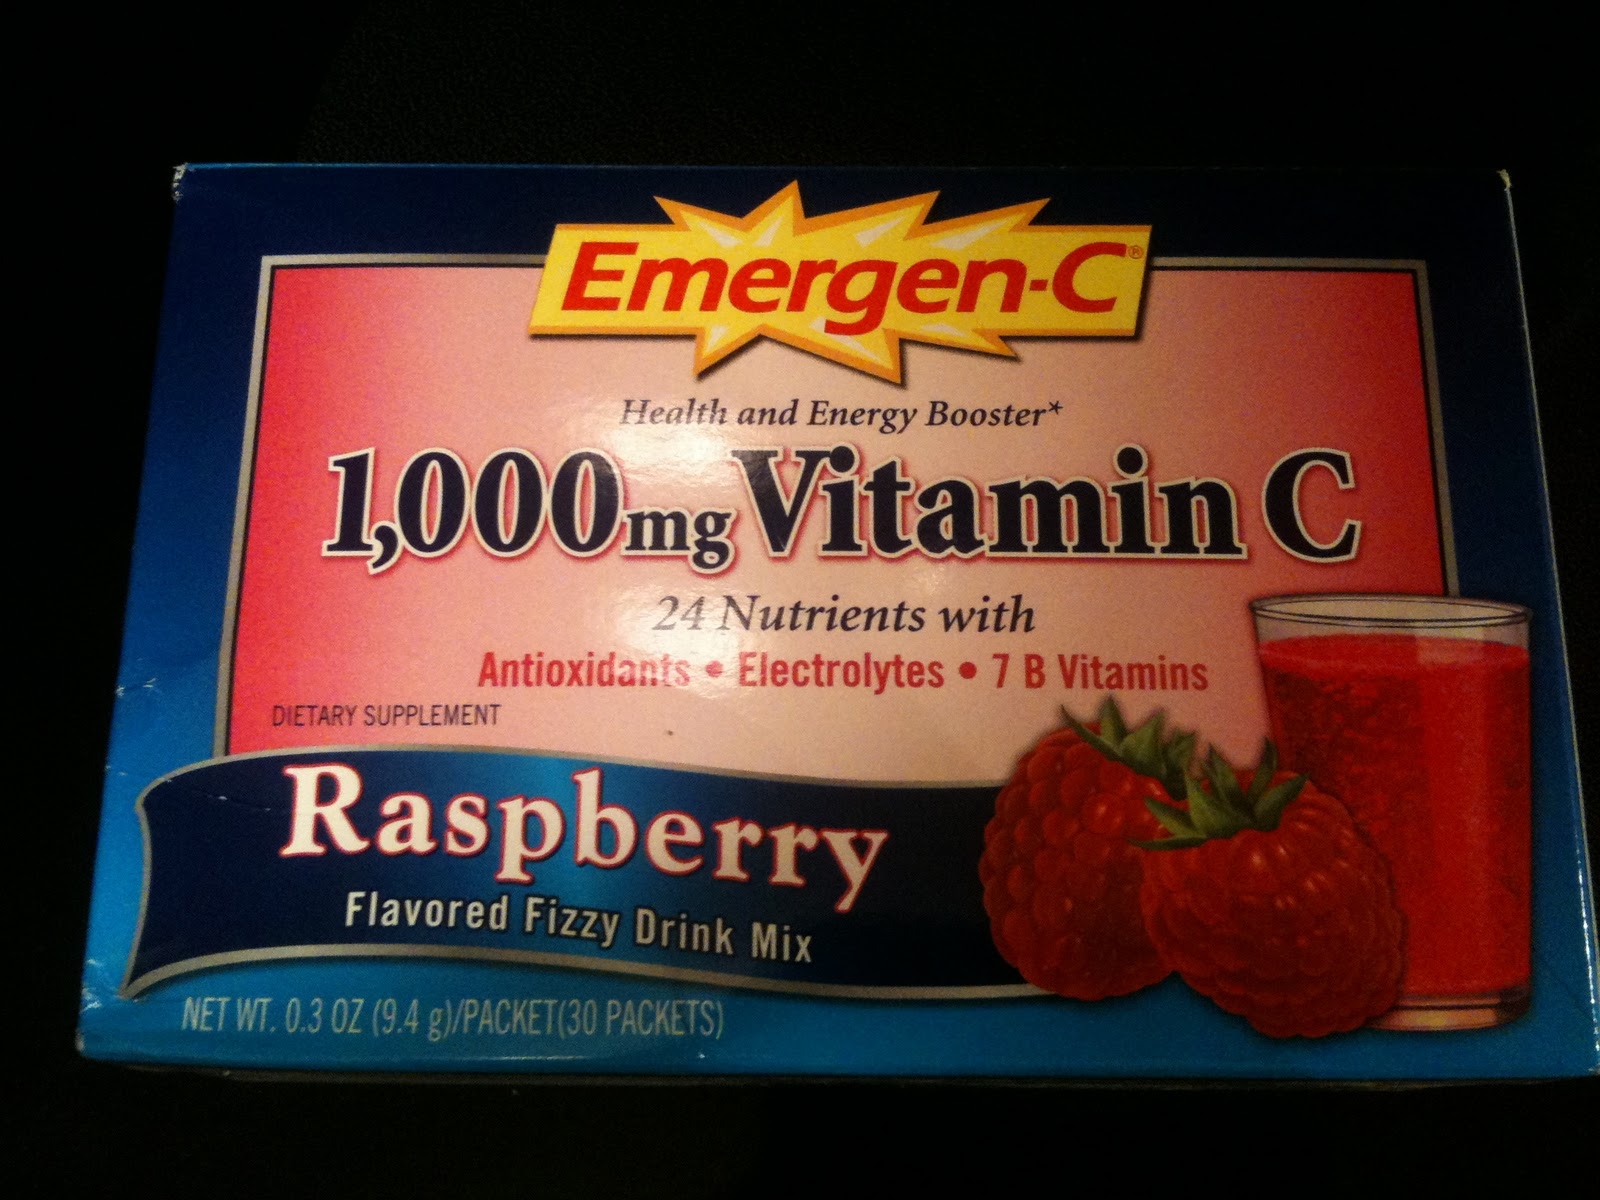 Emergen-C®
Health and Energy Booster*
1,000mg Vitamin C
24 Nutrients with
Antioxidants • Electrolytes • 7 B Vitamins
DIETARY SUPPLEMENT
Raspberry
Flavored Fizzy Drink Mix
NET WT. 0.3 OZ (9.4 g)/PACKET(30 PACKETS)